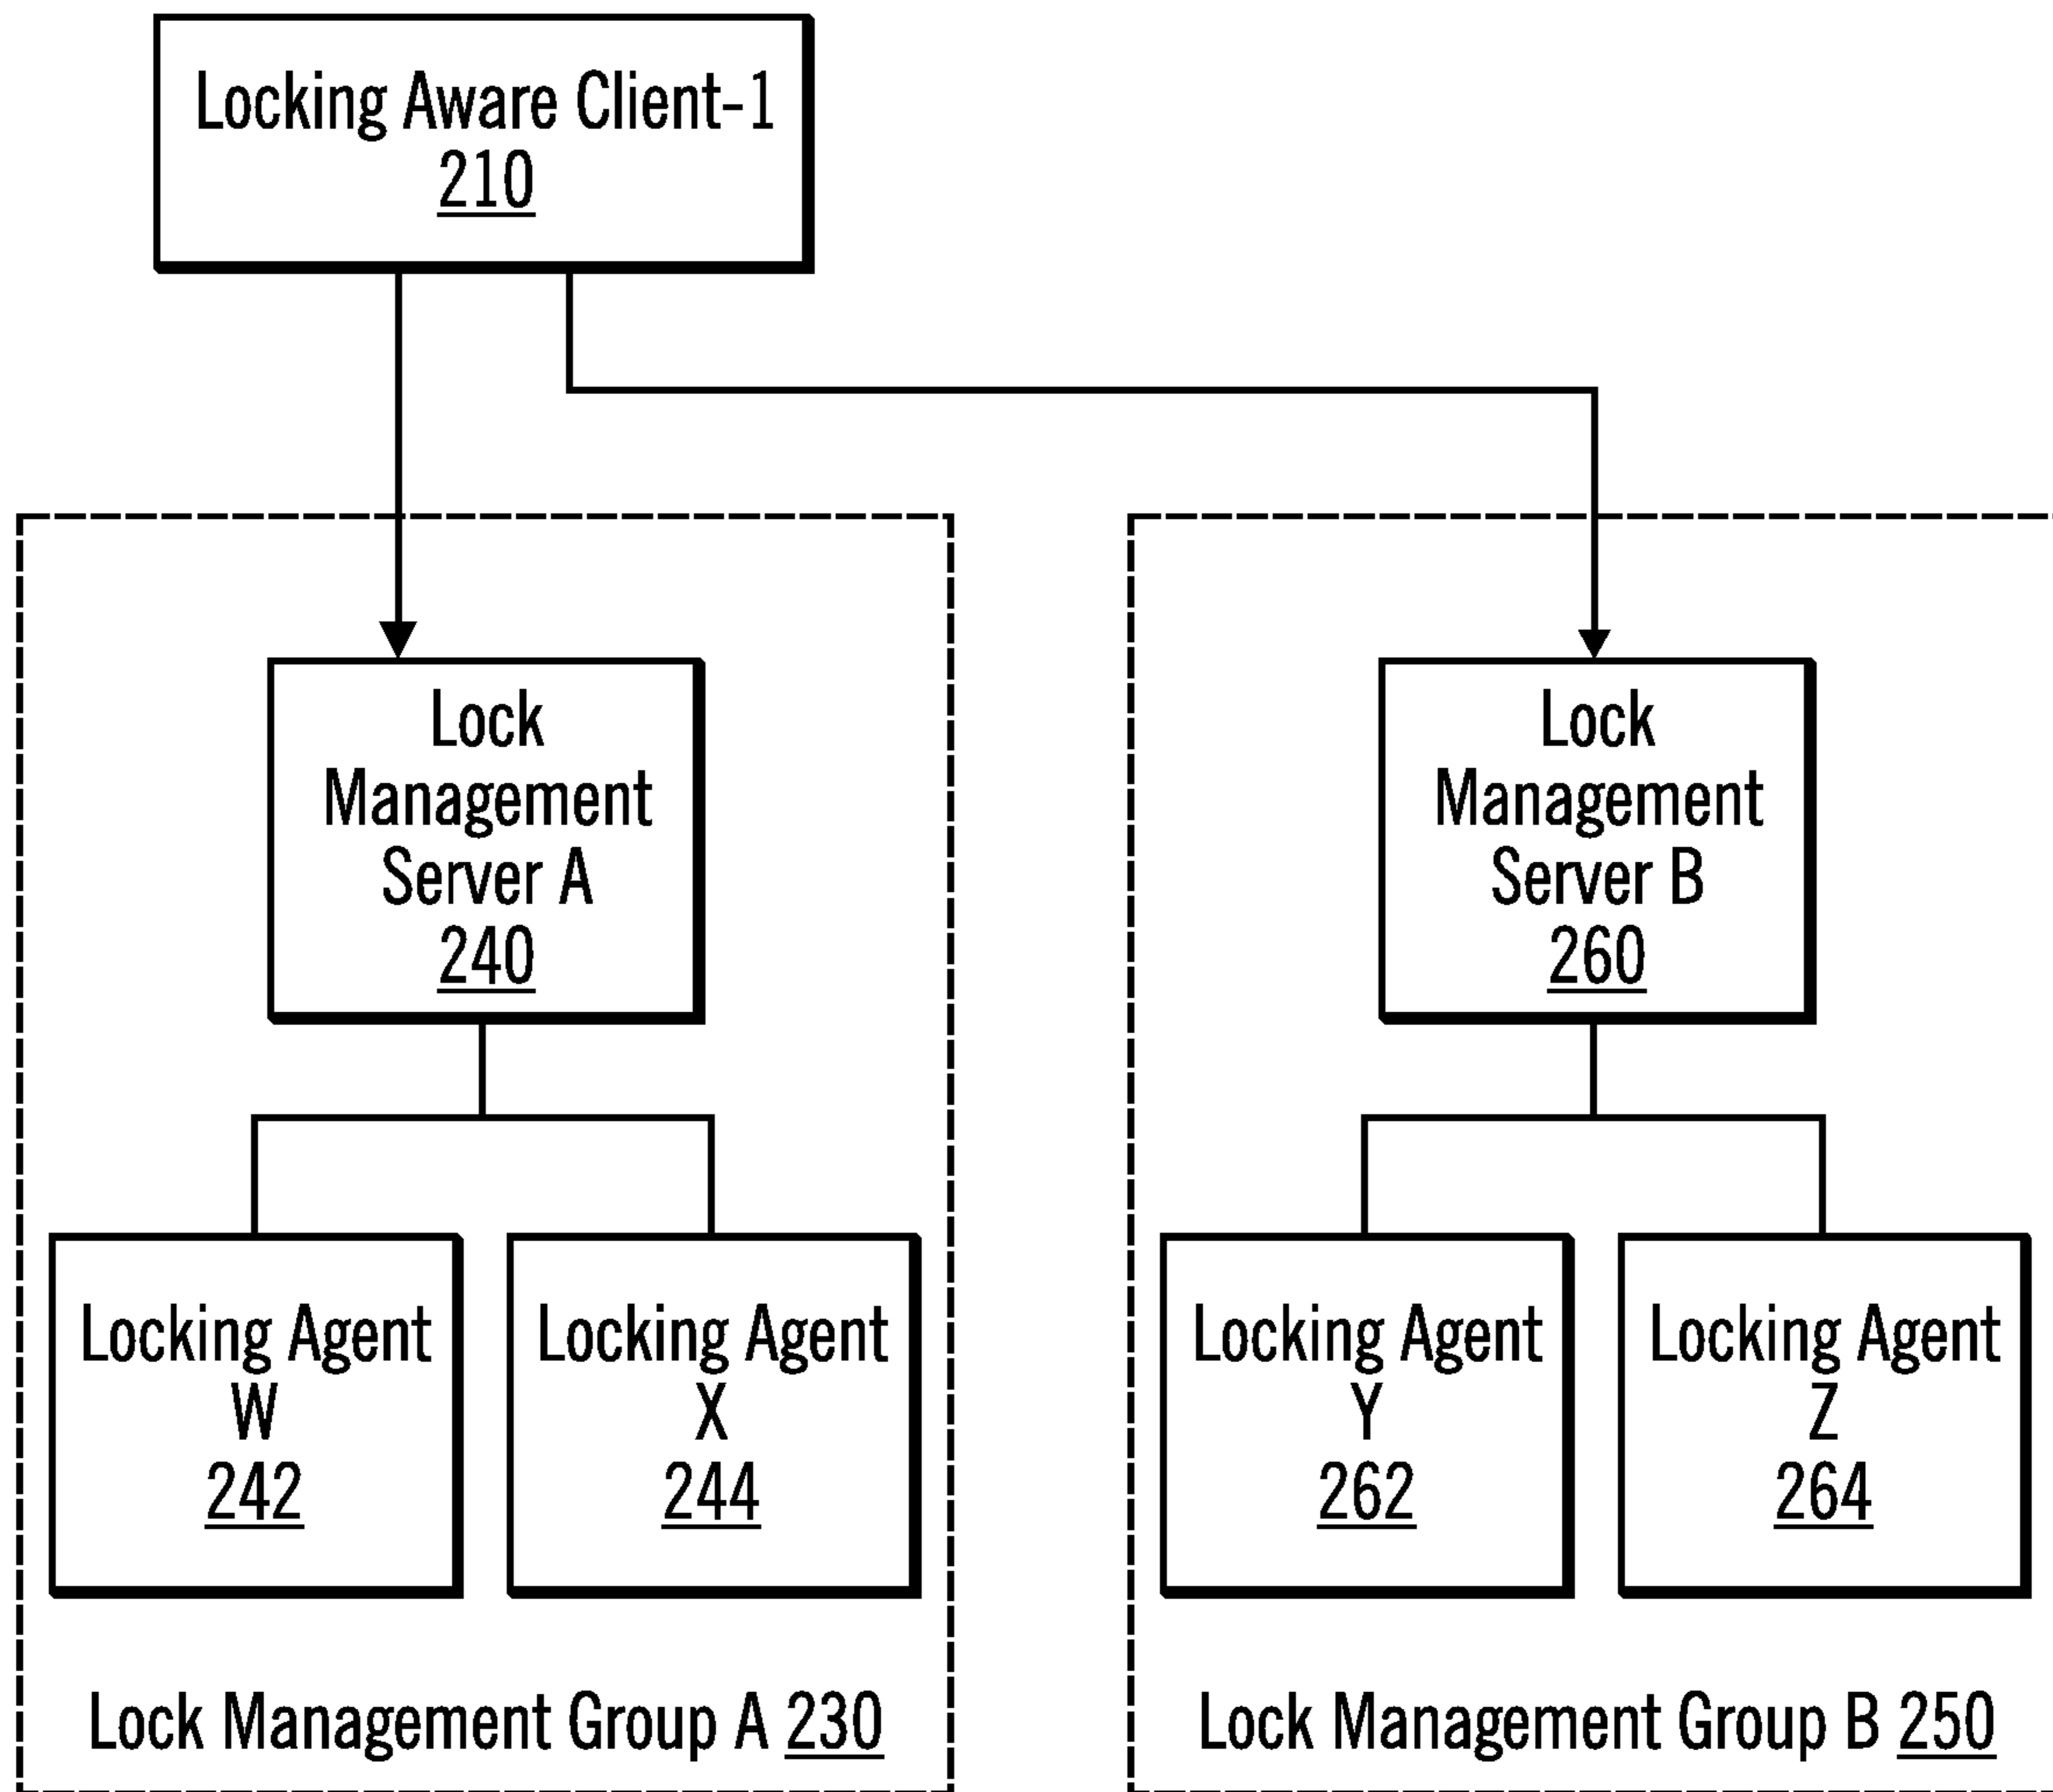 Locking Aware Client-1
210
Lock
Management
Server A
240
Lock
Management
Server B
260
Locking Agent
W
242
Locking Agent
X
244
Locking Agent
Y
262
Locking Agent
Z
264
Lock Management Group A 230
Lock Management Group B 250